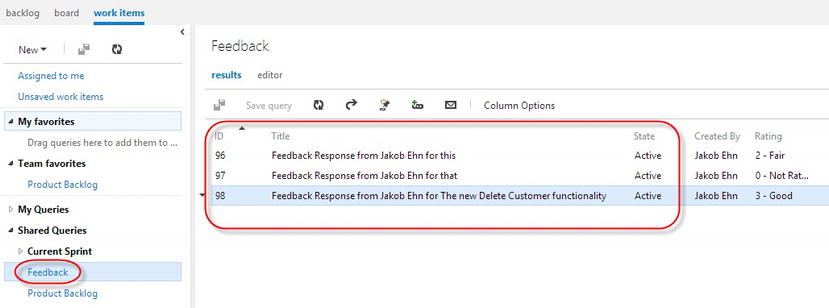 backlog board work items
New
Assigned to me
Unsaved work items
My favorites
Drag queries here to add them to ...
Team favorites
Product Backlog
My Queries
Shared Queries
Current Sprint
Feedback
Product Backlog
Feedback
results editor
Save query Column Options
ID Title State Created By Rating
96 Feedback Response from Jakob Ehn for this Active Jakob Ehn 2 - Fair
97 Feedback Response from Jakob Ehn for that Active Jakob Ehn 0 - Not Rat...
98 Feedback Response from Jakob Ehn for The new Delete Customer functionality Active Jakob Ehn 3 - Good